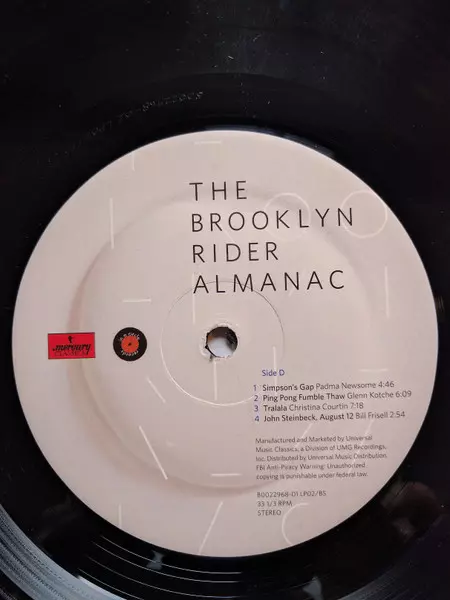 THE
BROOKLYN
RIDER
ALMANAC
mercury
Side D
1 Simpson's Gap Padma Newsome 4:46
2 Ping Pong Fumble Thaw Glenn Kotche 6:09
3 Tralala Christina Courtin 7:18
4 John Steinbeck, August 12 Bill Frisell 2:54
Manufactured and Marketed by Universal
Music Classics, a Division of UMG Recordings,
Inc. Distributed by Universal Music Distribution.
FBI Anti-Piracy Warning: Unauthorized
copying is punishable under federal law.
B0022968-01 LP02/BS
33 1/3 RPM
STEREO